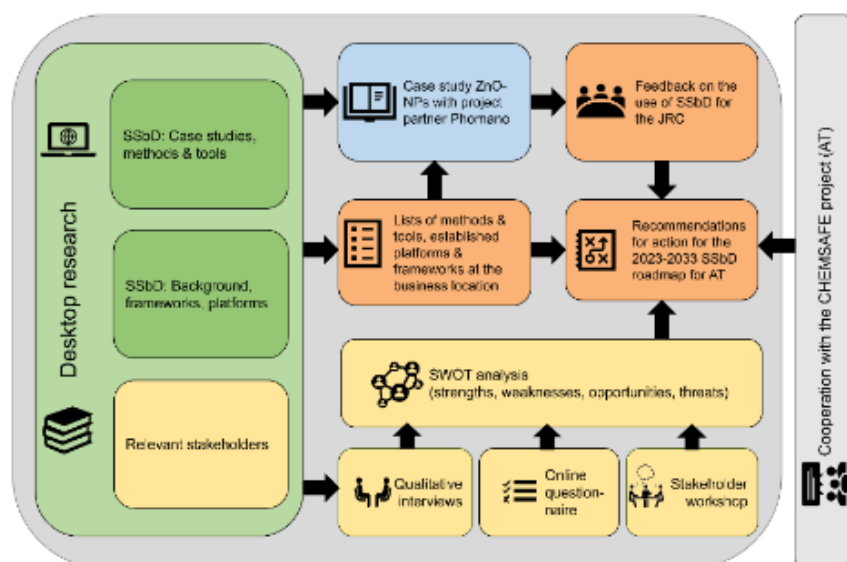 Desktop research
SSbD: Case studies,
methods & tools
SSbD: Background,
frameworks, platforms
Relevant stakeholders
Case study ZnO-
NPs with project
partner Phornano
Feedback on the
use of SSbD for
the JRC
Lists of methods &
tools, established
platforms &
frameworks at the
business location
Recommendations
for action for the
2023-2033 SSbD
roadmap for AT
SWOT analysis
(strengths, weaknesses, opportunities, threats)
Qualitative
interviews
Online
question-
naire
Stakeholder
workshop
Cooperation with the CHEMSAFE project (AT)